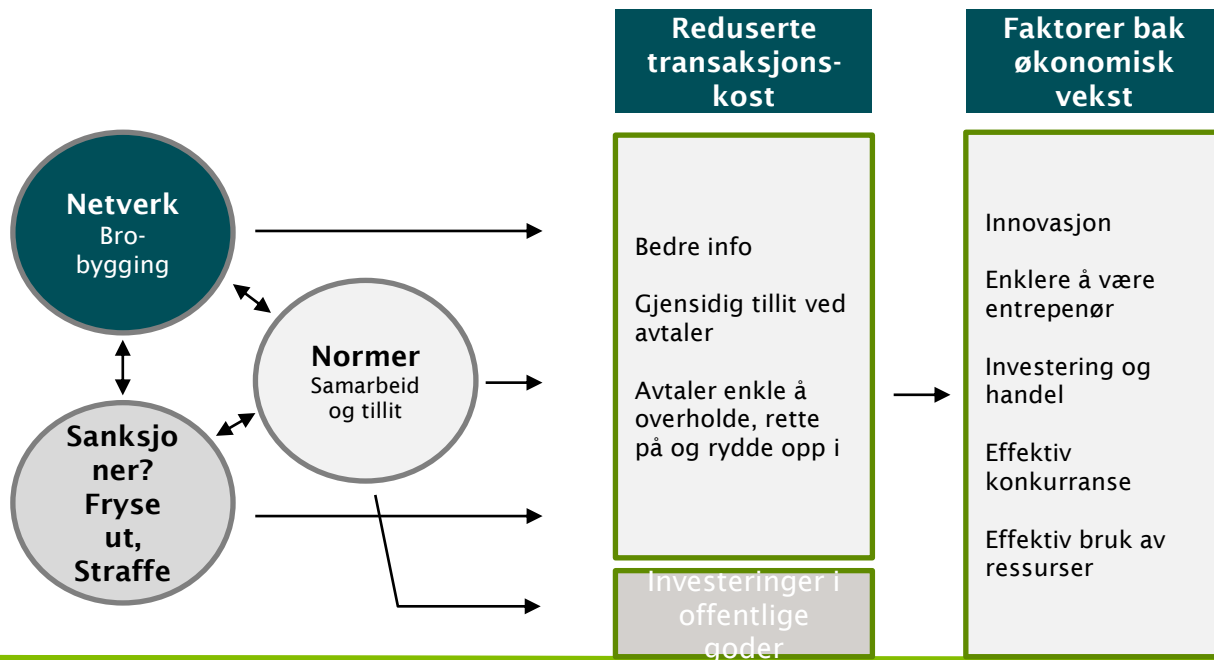 Reduserte
transaksjons-
kost
Faktorer bak
økonomisk
vekst
Netverk
Bro-
bygging
Normer
Samarbeid
og tillit
Sanksjo
ner?
Fryse
ut,
Straffe
Bedre info
Gjensidig tillit ved
avtaler
Avtaler enkle å
overholde, rette
på og rydde opp i
Investeringer i
offentlige
goder
Innovasjon
Enklere å være
entrepenør
Investering og
handel
Effektiv
konkurranse
Effektiv bruk av
ressurser